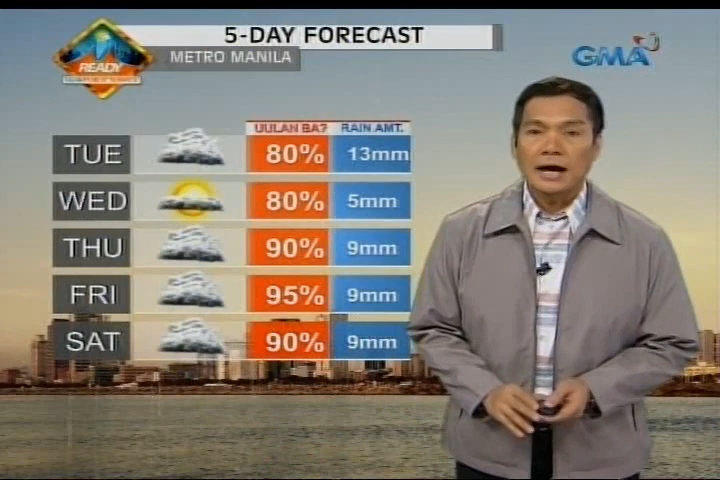 5-DAY FORECAST
METRO MANILA
READY
GMA
UULAN BA? RAIN AMT.
TUE 80% 13mm
WED 80% 5mm
THU 90% 9mm
FRI 95% 9mm
SAT 90% 9mm